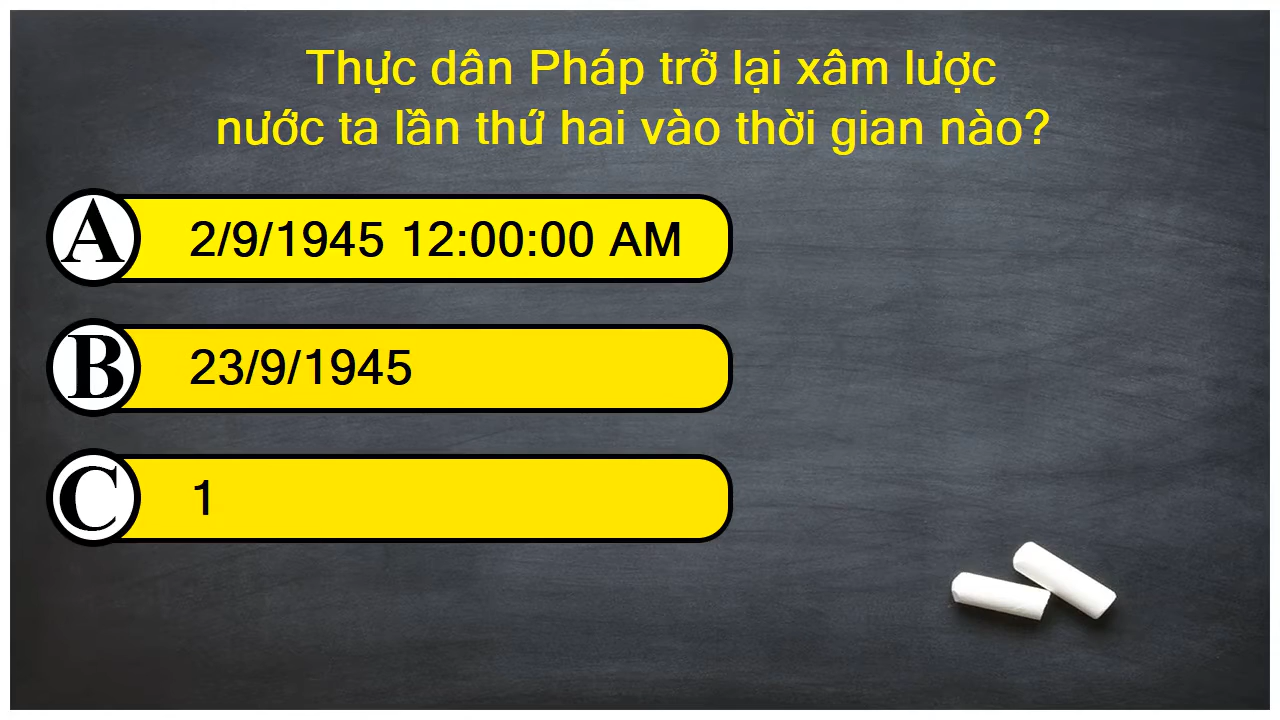 Thực dân Pháp trở lại xâm lược
nước ta lần thứ hai vào thời gian nào?
A 2/9/1945 12:00:00 AM
B 23/9/1945
C 1